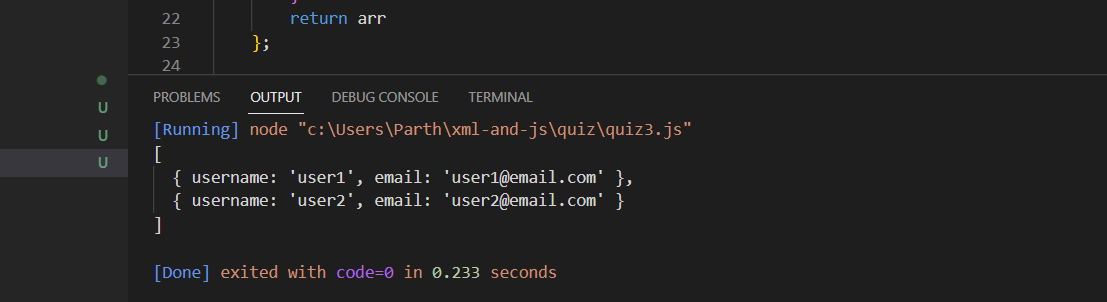 22 return arr
23 };
24
U
U
U
PROBLEMS OUTPUT DEBUG CONSOLE TERMINAL
[Running] node "c:\Users\Parth\xml-and-js\quiz\quiz3.js"
[
  { username: 'user1', email: 'user1@email.com' },
  { username: 'user2', email: 'user2@email.com' }
]
[Done] exited with code=0 in 0.233 seconds